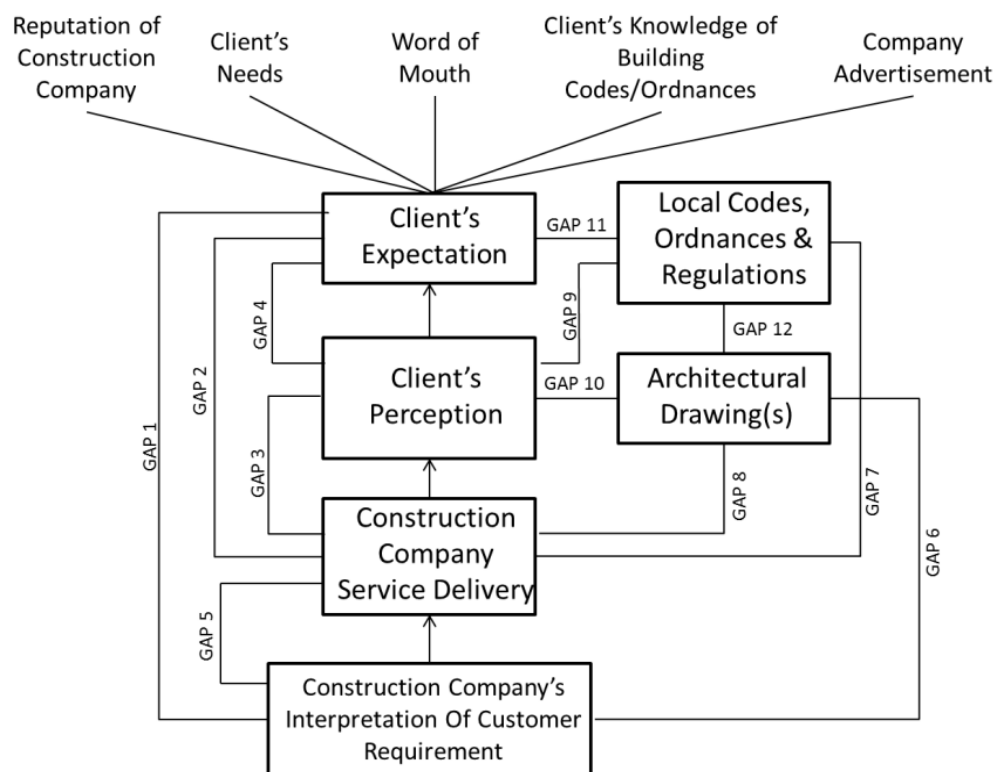 Reputation of
Construction
Company
Client's
Needs
Word of
Mouth
Client's Knowledge of
Building
Codes/Ordnances
Company
Advertisement
Client's
Expectation
GAP 11
Local Codes,
Ordnances &
Regulations
GAP 4
GAP 9
GAP 12
GAP 2
Client's
Perception
GAP 10
Architectural
Drawing(s)
GAP 1
GAP 3
GAP 8
GAP 7
GAP 6
Construction
Company
Service Delivery
GAP 5
Construction Company's
Interpretation Of Customer
Requirement